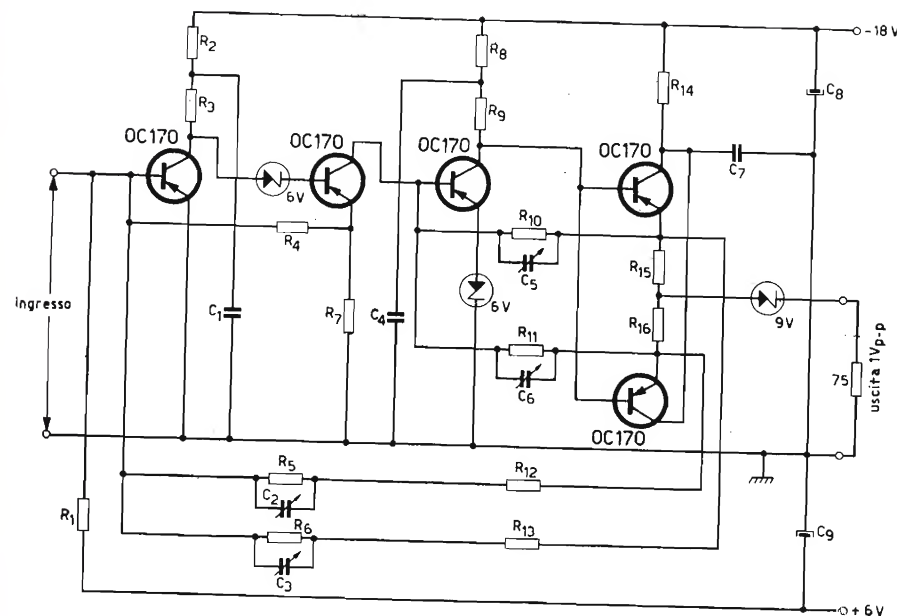 R2
R8
-18 V
R14
C8
R3
R9
OC170
OC170
OC170
OC170
C7
6V
R4
R10
C5
R15
ingresso
C1
R7
C4
6V
R16
9V
R11
C6
75
uscita 1Vp-p
OC170
R5
R12
C2
R1
R6
R13
C9
C3
+ 6V